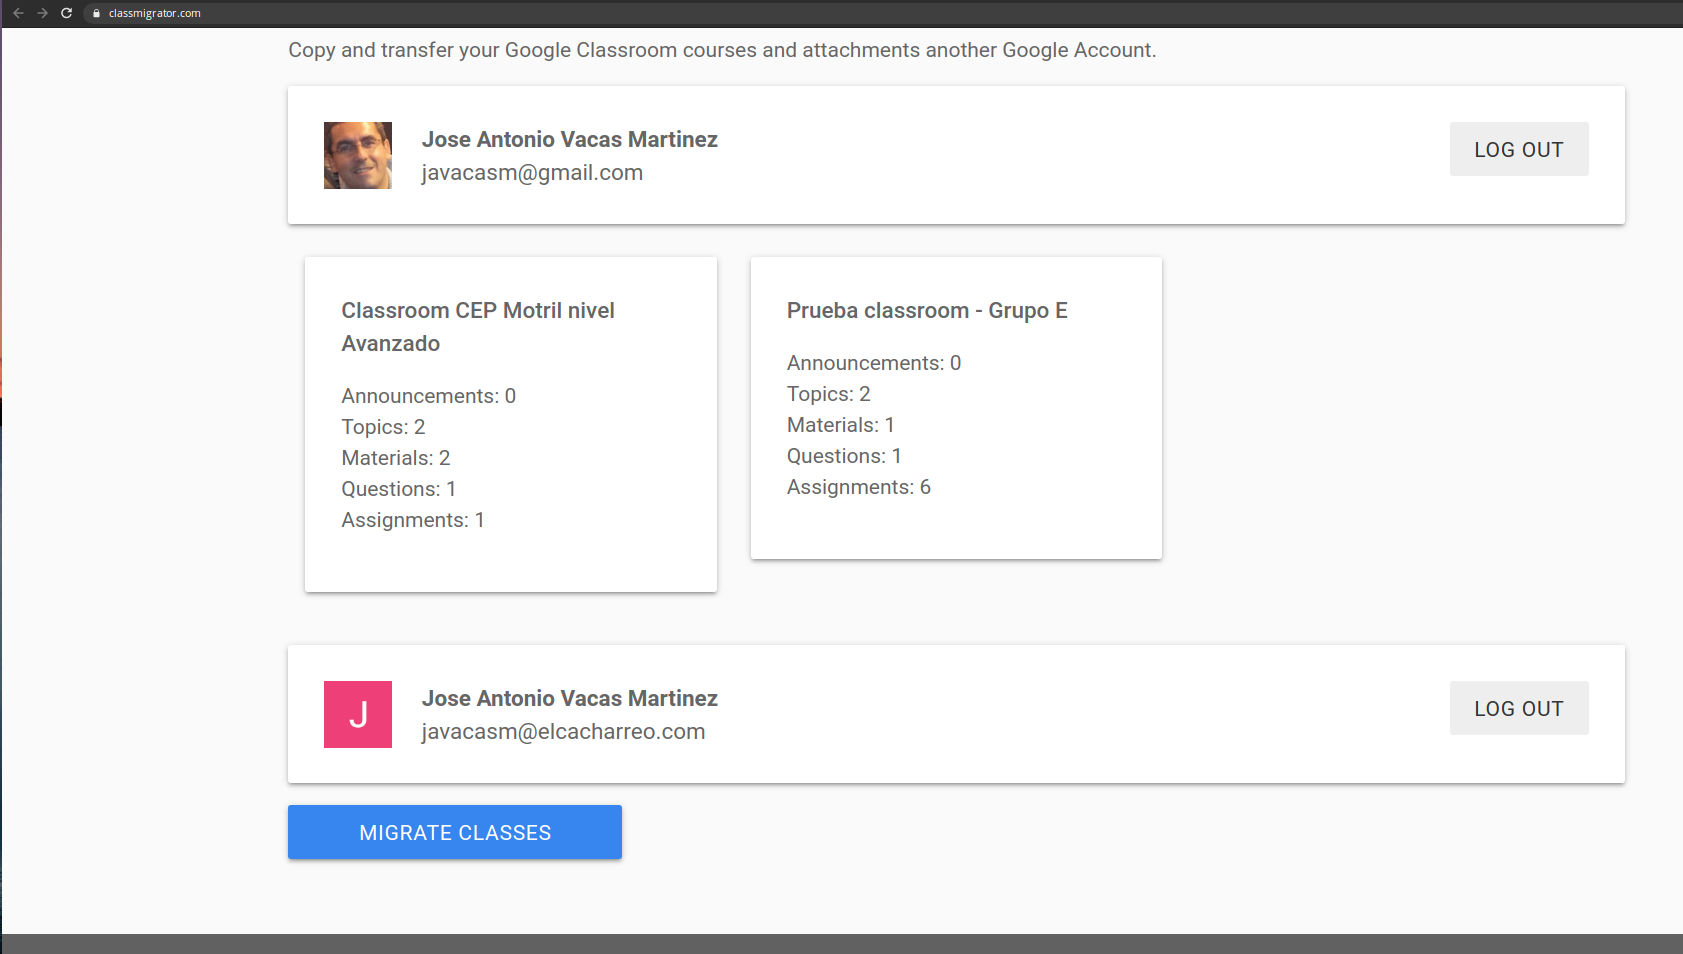 classmigrator.com
Copy and transfer your Google Classroom courses and attachments another Google Account.
Jose Antonio Vacas Martinez
javacasm@gmail.com
LOG OUT
Classroom CEP Motril nivel
Avanzado
Announcements: 0
Topics: 2
Materials: 2
Questions: 1
Assignments: 1
Prueba classroom - Grupo E
Announcements: 0
Topics: 2
Materials: 1
Questions: 1
Assignments: 6
J
Jose Antonio Vacas Martinez
javacasm@elcacharreo.com
LOG OUT
MIGRATE CLASSES